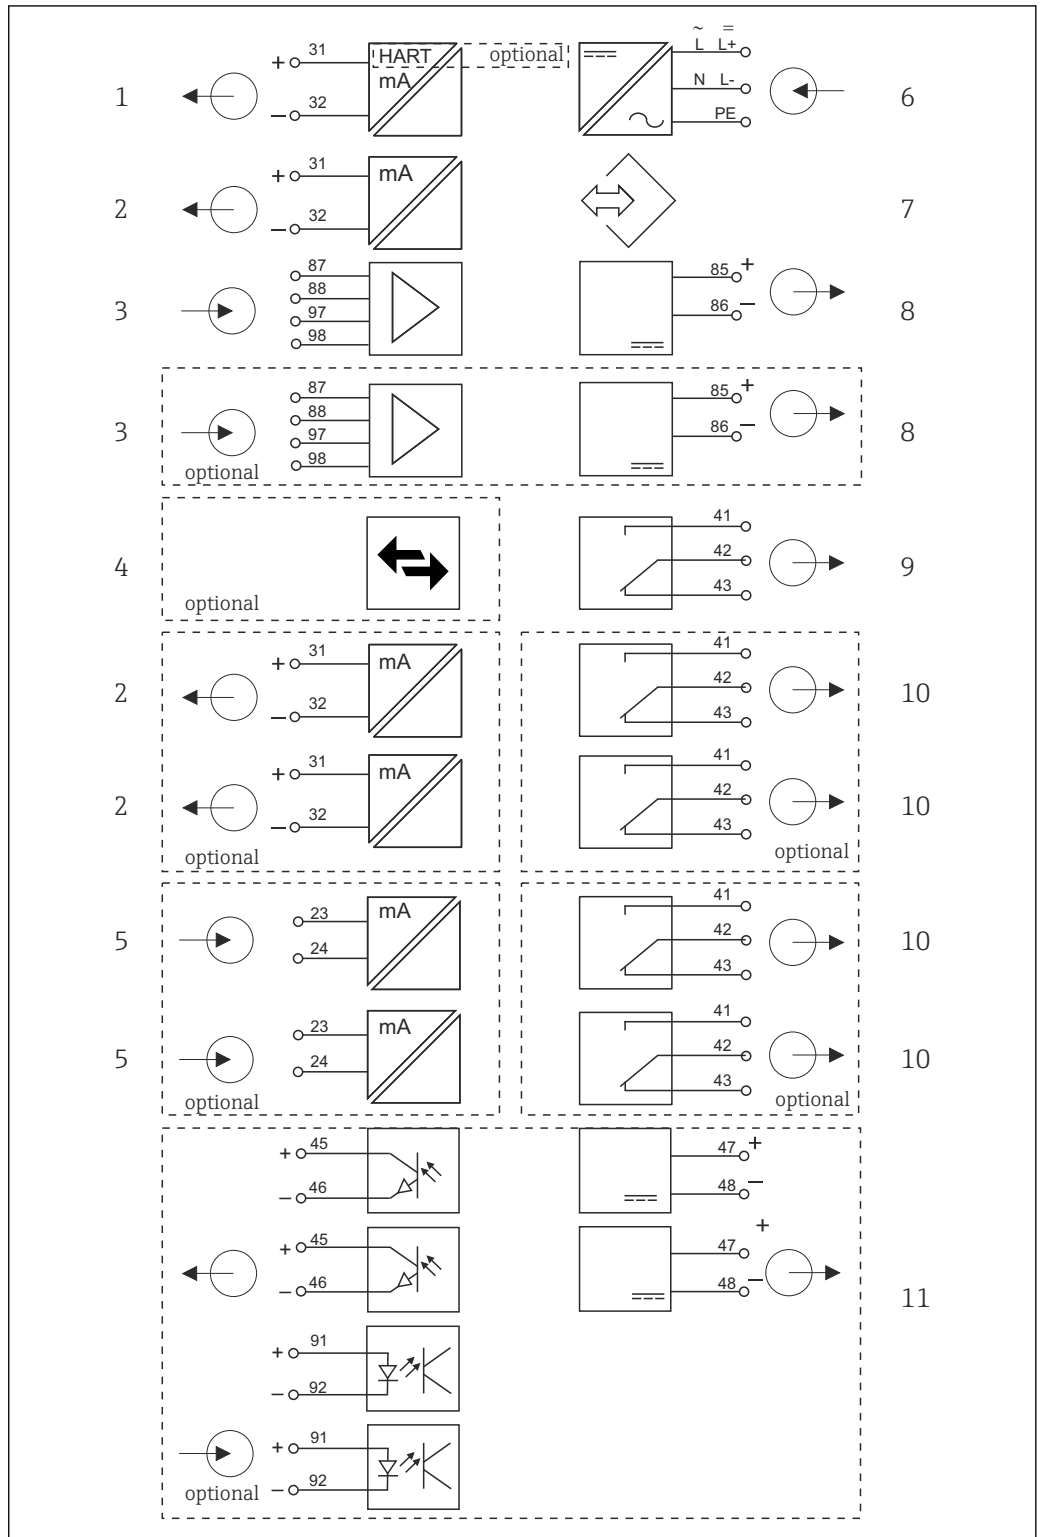 ~ =
1 + 31 HART optional L L+ 6
mA N L-
− 32 PE
2 + 31 mA 7
− 32
3 87 85 + 8
88
97 86 −
98
3 87 85 + 8
88
97 86 −
98
optional
4 41 9
42
optional 43
2 + 31 mA 41 10
42
− 32 43
2 + 31 mA 41 10
42
− 32 43
optional optional
5 23 mA 41 10
24 42
43
5 23 mA 41 10
24 42
43
optional optional
+ 45 47 +
− 46 48 −
+ 45 47 +
− 46 48 −
11
+ 91
− 92
+ 91
optional − 92